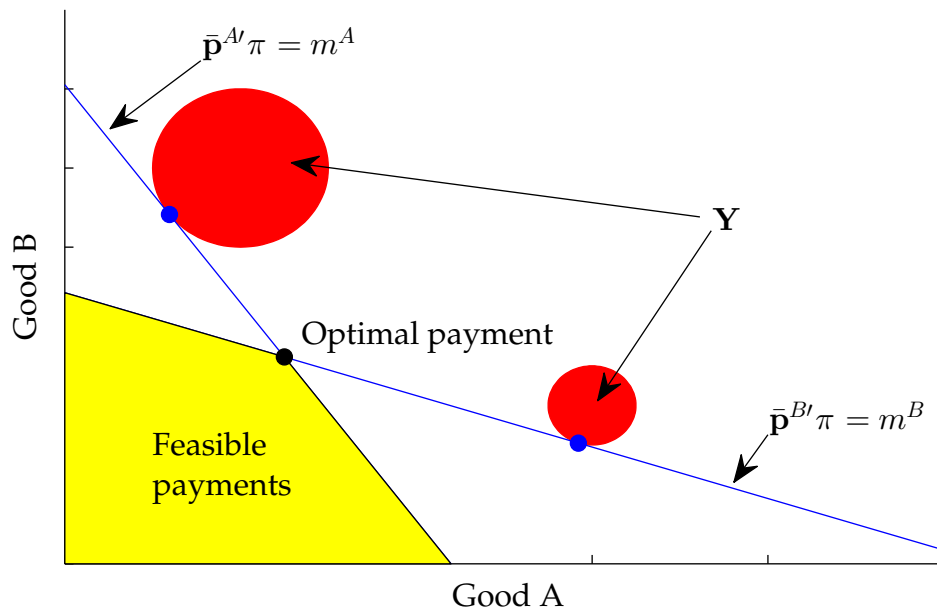 p̄^A′π = m^A
Y
Good B
Optimal payment
p̄^B′π = m^B
Feasible
payments
Good A